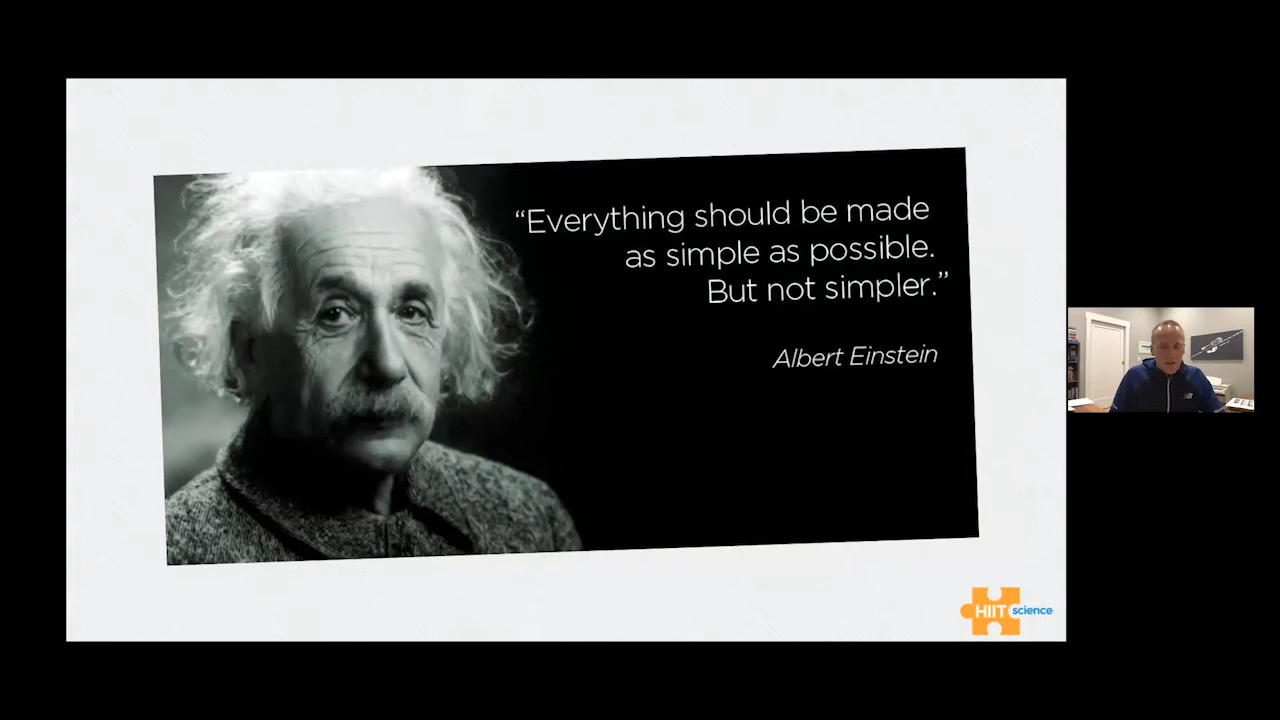 “Everything should be made
as simple as possible.
But not simpler.”
Albert Einstein
HIIT science